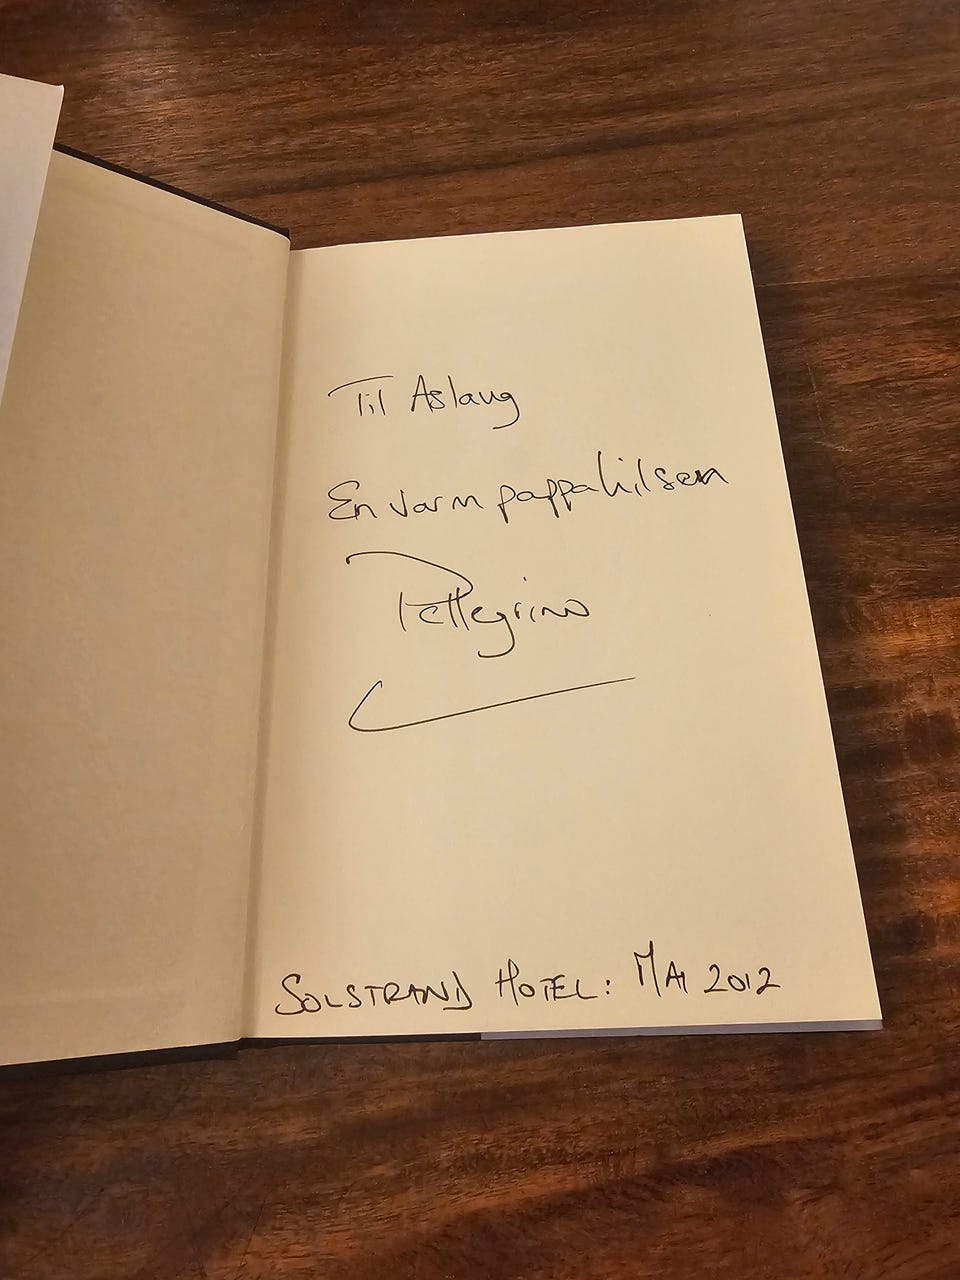 Til Aslaug
En varm pappahilsen
Pellegrino
SOLSTRAND HOTEL: MAI 2012